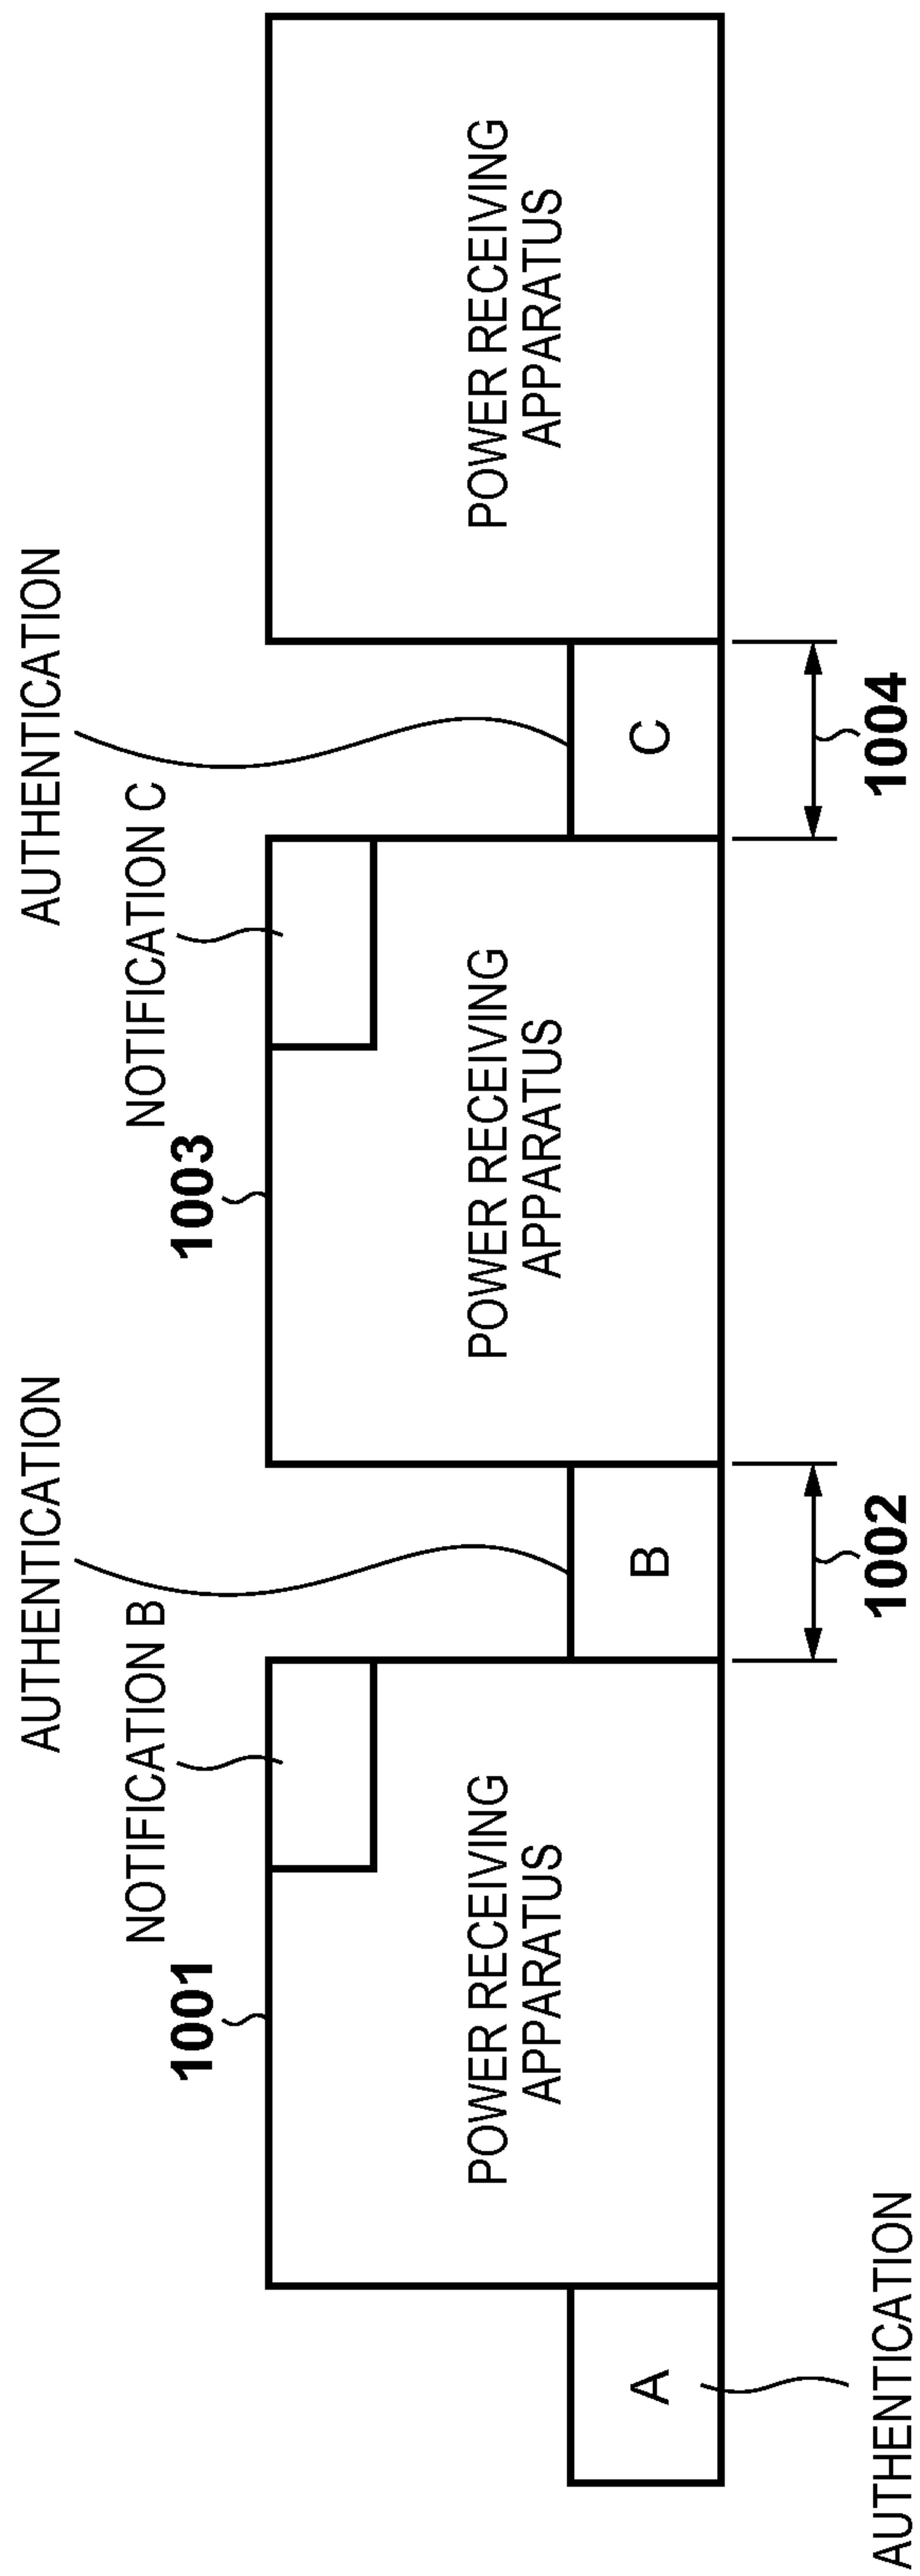 AUTHENTICATION
AUTHENTICATION
NOTIFICATION B
NOTIFICATION C
1001
1003
POWER RECEIVING
APPARATUS
POWER RECEIVING
APPARATUS
POWER RECEIVING
APPARATUS
A
B
C
1002
1004
AUTHENTICATION